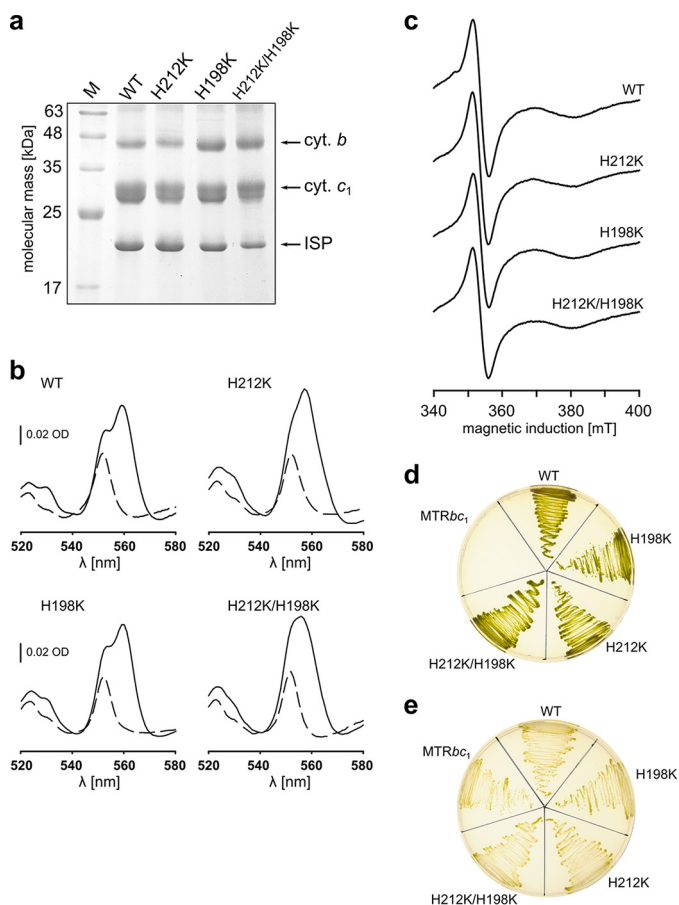 a
M
WT
H212K
H198K
H212K/H198K
molecular mass [kDa]
63
48
35
25
17
cyt. b
cyt. c1
ISP
b
WT
H212K
0.02 OD
520 540 560 580
520 540 560 580
λ [nm]
λ [nm]
H198K
H212K/H198K
0.02 OD
520 540 560 580
520 540 560 580
λ [nm]
λ [nm]
c
WT
H212K
H198K
H212K/H198K
340 360 380 400
magnetic induction [mT]
d
WT
MTRbc1
H198K
H212K
H212K/H198K
e
WT
MTRbc1
H198K
H212K
H212K/H198K